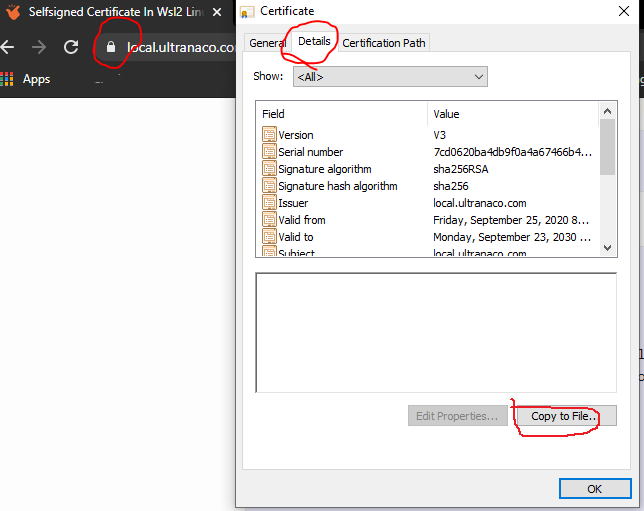 Selfsigned Certificate In Wsl2 Lin
local.ultranaco.co
Apps
Certificate
General
Details
Certification Path
Show:
<All>
Field Value
Version V3
Serial number 7cd0620ba4db9f0a4a67466b4...
Signature algorithm sha256RSA
Signature hash algorithm sha256
Issuer local.ultranaco.com
Valid from Friday, September 25, 2020 8...
Valid to Monday, September 23, 2030 ...
Subject local.ultranaco.com
Edit Properties...
Copy to File...
OK